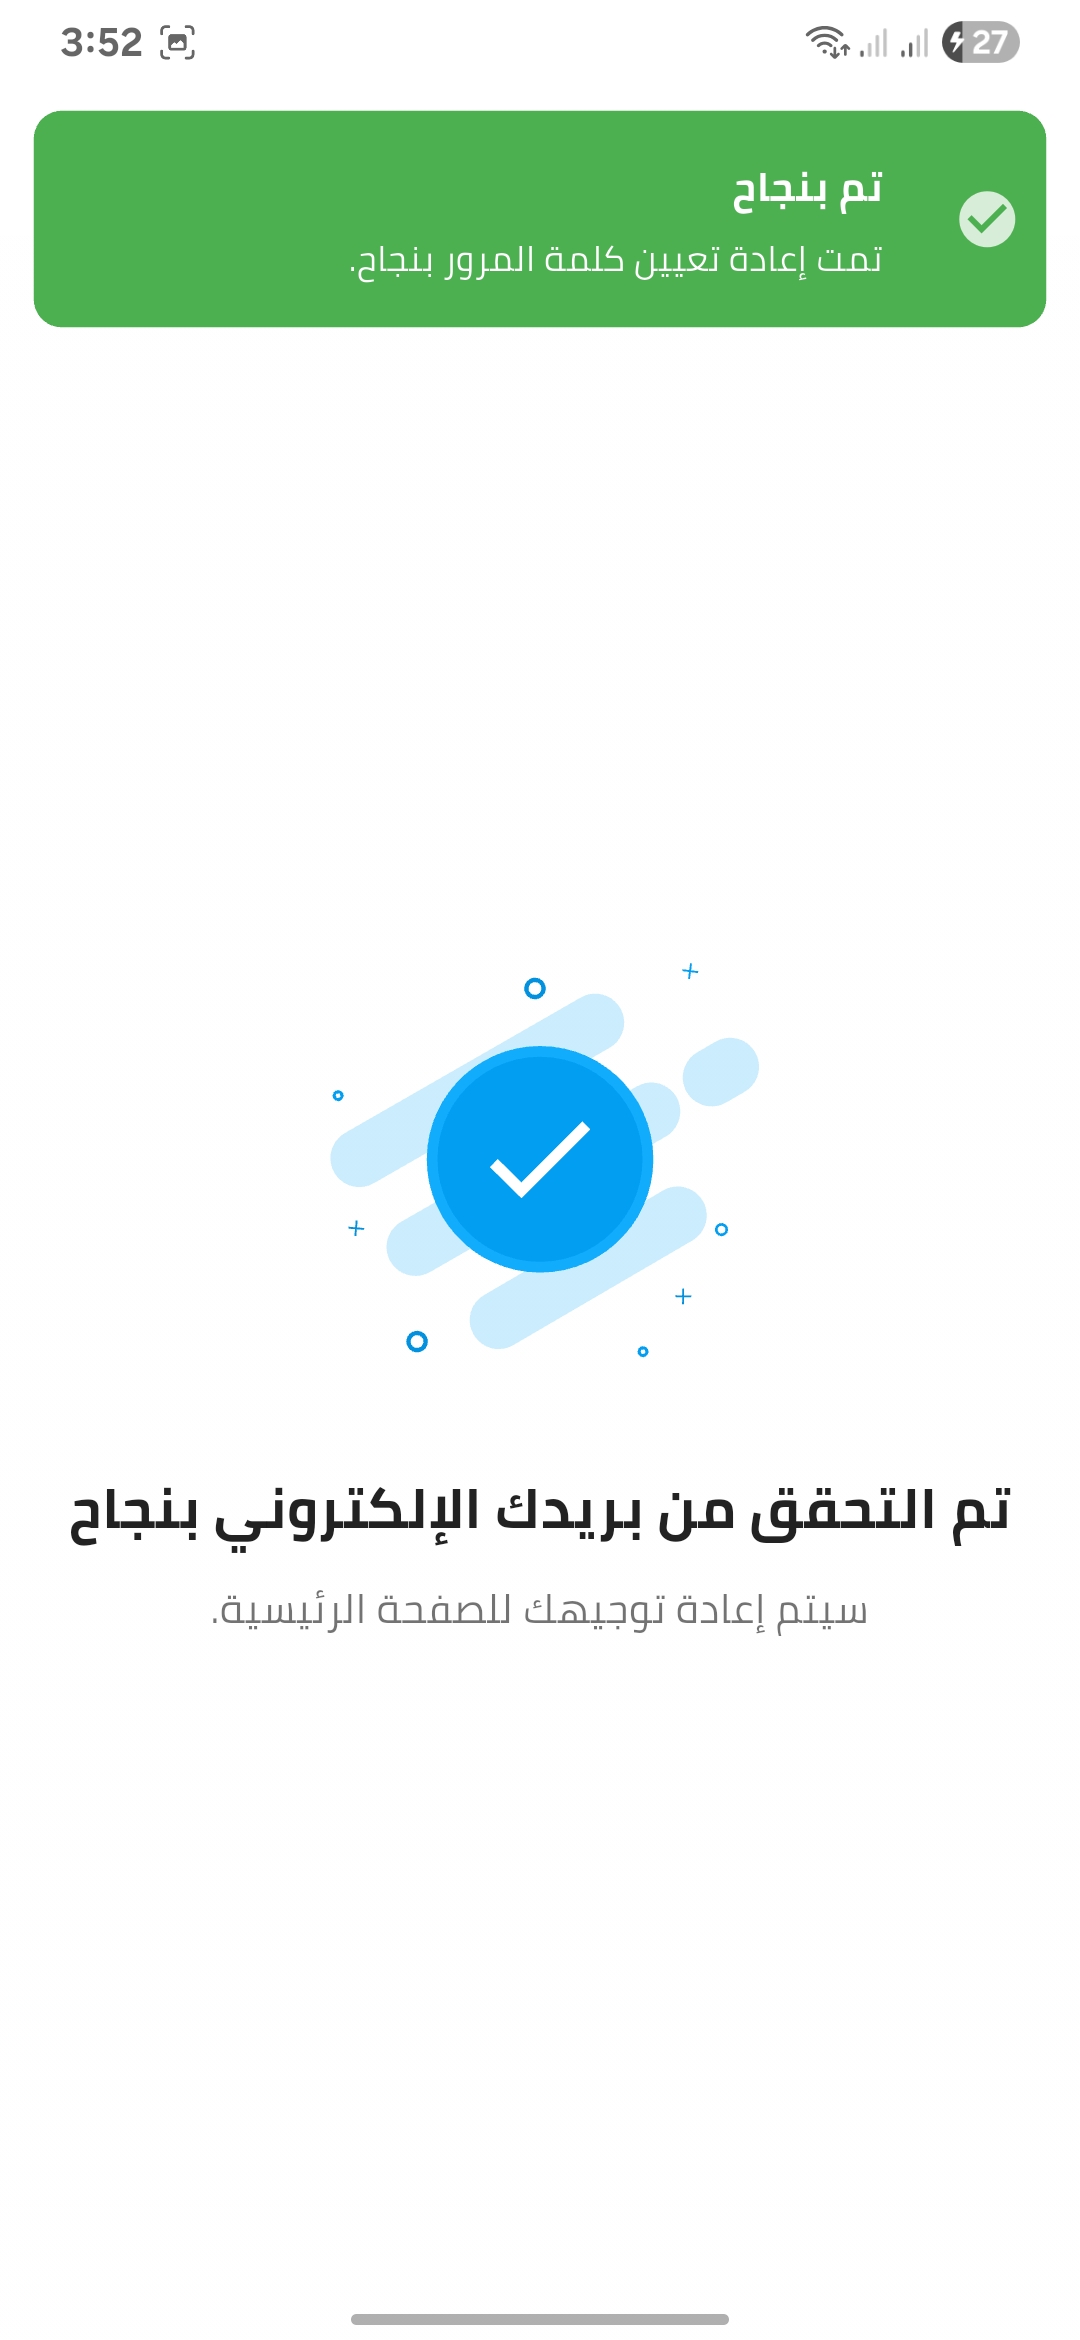 3:52
27
تم بنجاح
تمت إعادة تعيين كلمة المرور بنجاح.
تم التحقق من بريدك الإلكتروني بنجاح
سيتم إعادة توجيهك للصفحة الرئيسية.